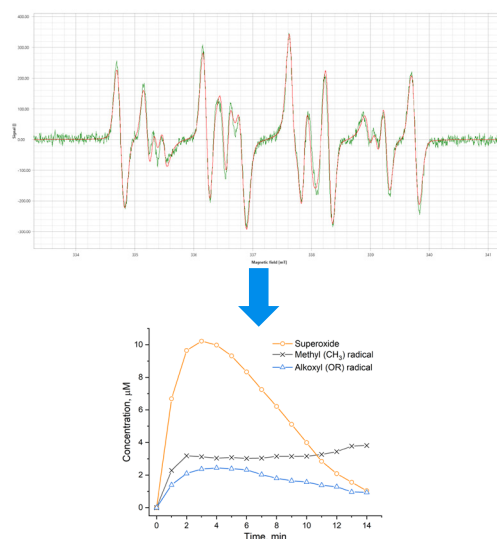 400.00
300.00
200.00
100.00
0.00
-100.00
-200.00
-300.00
Signal []
334
335
336
337
338
339
340
341
Magnetic field [mT]
Superoxide
Methyl (CH3) radical
Alkoxyl (OR) radical
Concentration, μM
10
8
6
4
2
0
0 2 4 6 8 10 12 14
Time, min